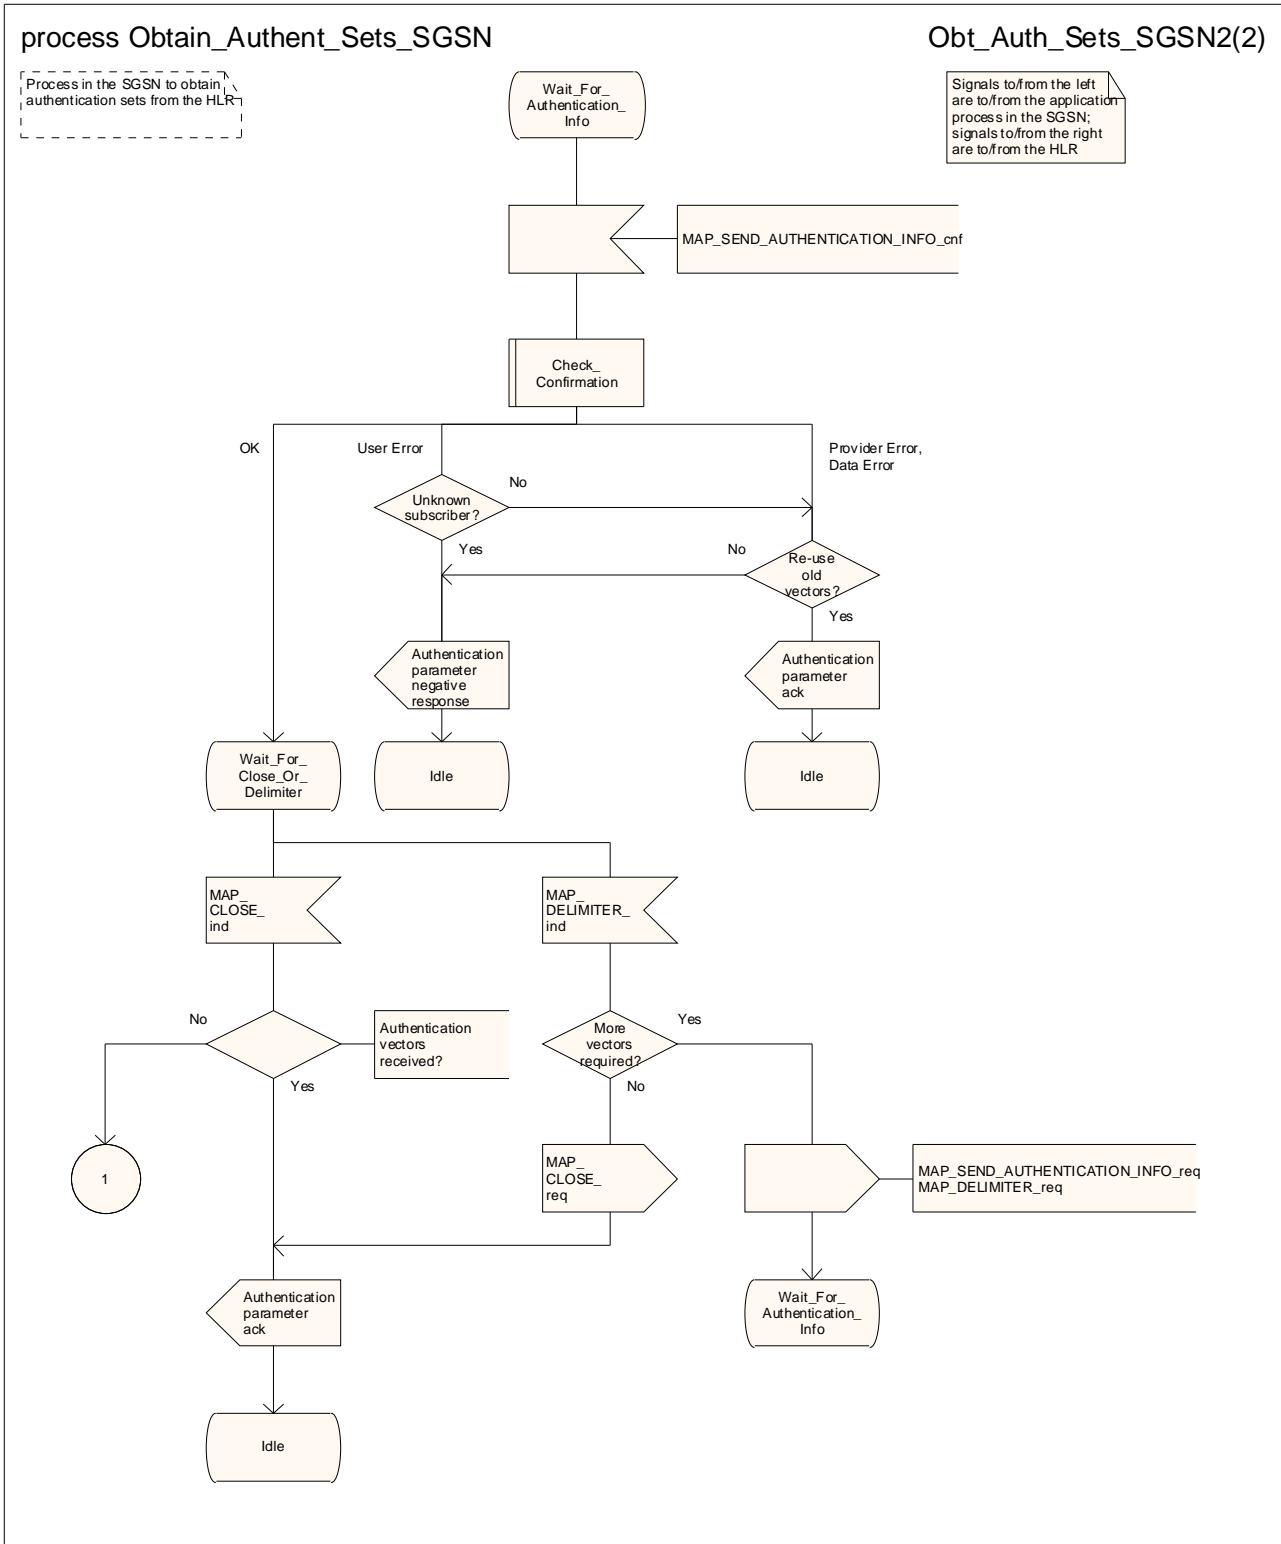 process Obtain_Authent_Sets_SGSN
Obt_Auth_Sets_SGSN2(2)
Process in the SGSN to obtain
authentication sets from the HLR
Wait_For_
Authentication_
Info
Signals to/from the left
are to/from the application
process in the SGSN;
signals to/from the right
are to/from the HLR
MAP_SEND_AUTHENTICATION_INFO_cnf
Check_
Confirmation
OK
User Error
Provider Error,
Data Error
Unknown
subscriber?
No
Yes
No
Re-use
old
vectors?
Yes
Authentication
parameter
negative
response
Authentication
parameter
ack
Wait_For_
Close_Or_
Delimiter
Idle
Idle
MAP_
CLOSE_
ind
MAP_
DELIMITER_
ind
No
Authentication
vectors
received?
Yes
More
vectors
required?
Yes
No
1
MAP_
CLOSE_
req
MAP_SEND_AUTHENTICATION_INFO_req
MAP_DELIMITER_req
Authentication
parameter
ack
Wait_For_
Authentication_
Info
Idle